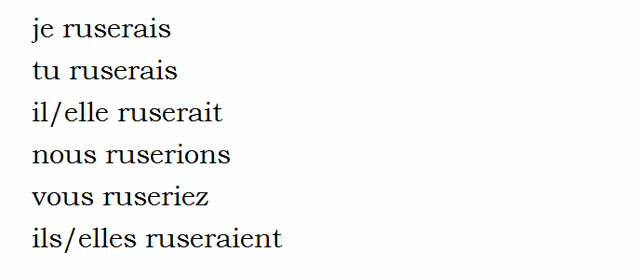 je ruserais
tu ruserais
il/elle ruserait
nous ruserions
vous ruseriez
ils/elles ruseraient